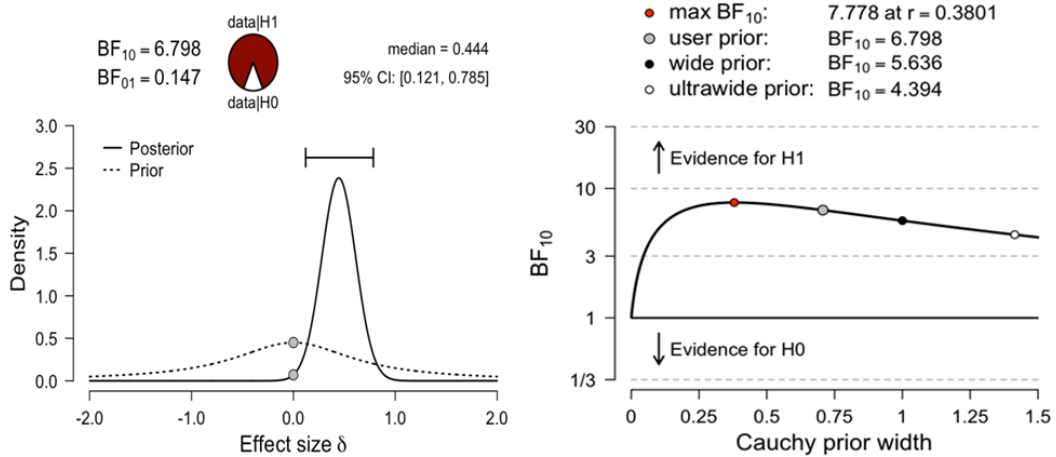 data|H1
BF₁₀ = 6.798
BF₀₁ = 0.147
data|H0
median = 0.444
95% CI: [0.121, 0.785]
Posterior
Prior
3.0
2.5
2.0
1.5
1.0
0.5
0.0
Density
-2.0 -1.0 0.0 1.0 2.0
Effect size δ
max BF₁₀: 7.778 at r = 0.3801
user prior: BF₁₀ = 6.798
wide prior: BF₁₀ = 5.636
ultrawide prior: BF₁₀ = 4.394
30
10
3
1
1/3
BF₁₀
Evidence for H1
Evidence for H0
0 0.25 0.5 0.75 1 1.25 1.5
Cauchy prior width